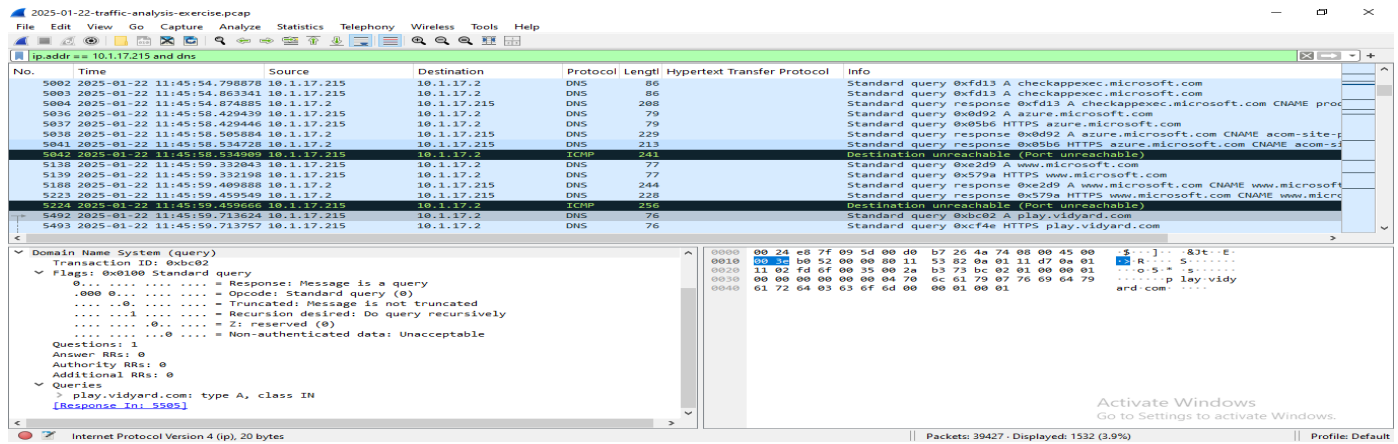 2025-01-22-traffic-analysis-exercise.pcap
File Edit View Go Capture Analyze Statistics Telephony Wireless Tools Help
ip.addr == 10.1.17.215 and dns
No. Time Source Destination Protocol Lengtl Hypertext Transfer Protocol Info
5002 2025-01-22 11:45:54.798878 10.1.17.215 10.1.17.2 DNS 86 Standard query 0xfd13 A checkappexec.microsoft.com
5003 2025-01-22 11:45:54.863341 10.1.17.215 10.1.17.2 DNS 86 Standard query 0xfd13 A checkappexec.microsoft.com
5004 2025-01-22 11:45:54.874885 10.1.17.2 10.1.17.215 DNS 208 Standard query response 0xfd13 A checkappexec.microsoft.com CNAME prod
5036 2025-01-22 11:45:58.429439 10.1.17.215 10.1.17.2 DNS 79 Standard query 0x0d92 A azure.microsoft.com
5037 2025-01-22 11:45:58.429446 10.1.17.215 10.1.17.2 DNS 79 Standard query 0x05b6 HTTPS azure.microsoft.com
5038 2025-01-22 11:45:58.505884 10.1.17.2 10.1.17.215 DNS 229 Standard query response 0x0d92 A azure.microsoft.com CNAME acom-site-p
5041 2025-01-22 11:45:58.534728 10.1.17.2 10.1.17.215 DNS 213 Standard query response 0x05b6 HTTPS azure.microsoft.com CNAME acom-si
5042 2025-01-22 11:45:58.534909 10.1.17.215 10.1.17.2 ICMP 241 Destination unreachable (Port unreachable)
5138 2025-01-22 11:45:59.332043 10.1.17.215 10.1.17.2 DNS 77 Standard query 0xe2d9 A www.microsoft.com
5139 2025-01-22 11:45:59.332198 10.1.17.215 10.1.17.2 DNS 77 Standard query 0x579a HTTPS www.microsoft.com
5188 2025-01-22 11:45:59.409888 10.1.17.2 10.1.17.215 DNS 244 Standard query response 0xe2d9 A www.microsoft.com CNAME www.microsoft
5223 2025-01-22 11:45:59.459549 10.1.17.2 10.1.17.215 DNS 228 Standard query response 0x579a HTTPS www.microsoft.com CNAME www.micro
5224 2025-01-22 11:45:59.459666 10.1.17.215 10.1.17.2 ICMP 256 Destination unreachable (Port unreachable)
5492 2025-01-22 11:45:59.713624 10.1.17.215 10.1.17.2 DNS 76 Standard query 0xbc02 A play.vidyard.com
5493 2025-01-22 11:45:59.713757 10.1.17.215 10.1.17.2 DNS 76 Standard query 0xcf4e HTTPS play.vidyard.com
Domain Name System (query)
Transaction ID: 0xbc02
Flags: 0x0100 Standard query
0... .... .... .... = Response: Message is a query
.000 0... .... .... = Opcode: Standard query (0)
.... ..0. .... .... = Truncated: Message is not truncated
.... ...1 .... .... = Recursion desired: Do query recursively
.... .... .0.. .... = Z: reserved (0)
.... .... ...0 .... = Non-authenticated data: Unacceptable
Questions: 1
Answer RRs: 0
Authority RRs: 0
Additional RRs: 0
Queries
play.vidyard.com: type A, class IN
[Response In: 5505]
0000 00 24 e8 7f 09 5d 00 d0 b7 26 4a 74 08 00 45 00 ·$···]·· ·&Jt··E·
0010 00 3e b0 52 00 00 80 11 53 82 0a 01 11 d7 0a 01 ·>·R···· S·······
0020 11 02 fd 6f 00 35 00 2a b3 73 bc 02 01 00 00 01 ···o·5·* ·s······
0030 00 00 00 00 00 00 04 70 6c 61 79 07 76 69 64 79 ·······p lay·vidy
0040 61 72 64 03 63 6f 6d 00 00 01 00 01 ard·com· ····
Activate Windows
Go to Settings to activate Windows.
Internet Protocol Version 4 (ip), 20 bytes Packets: 39427 · Displayed: 1532 (3.9%) Profile: Default